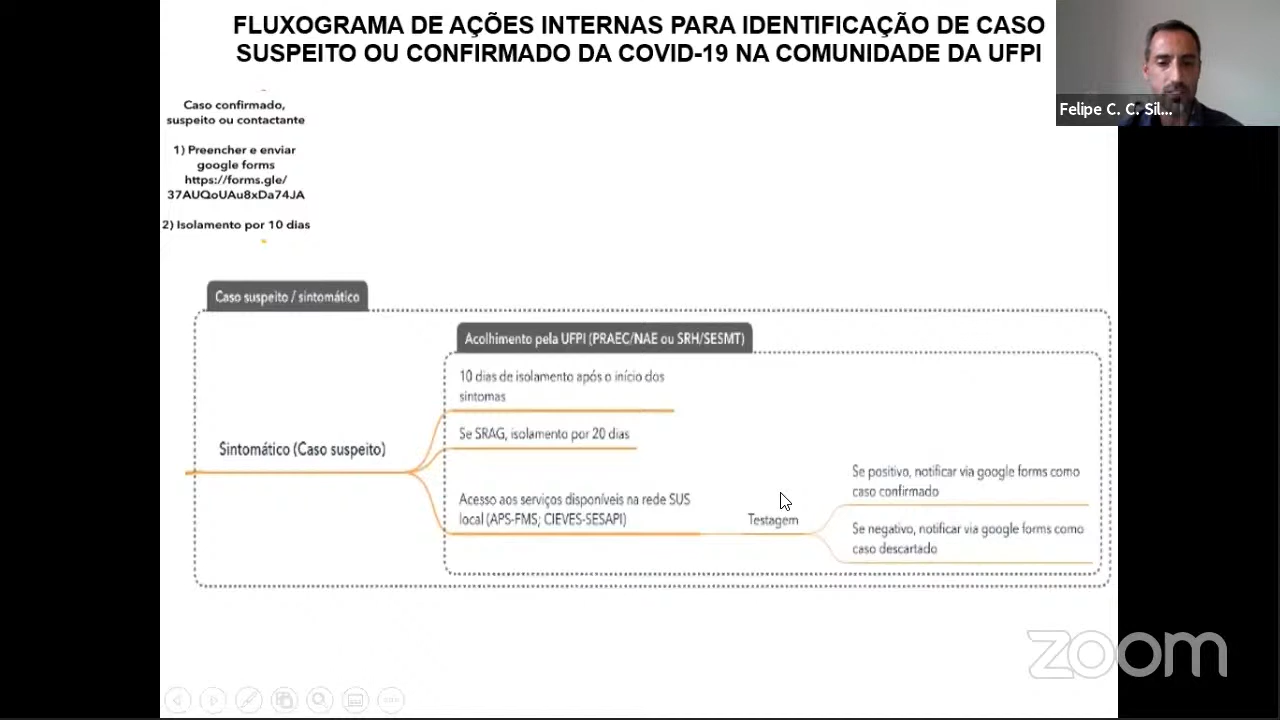 FLUXOGRAMA DE AÇÕES INTERNAS PARA IDENTIFICAÇÃO DE CASO
SUSPEITO OU CONFIRMADO DA COVID-19 NA COMUNIDADE DA UFPI
Felipe C. C. Sil...
Caso confirmado,
suspeito ou contactante
1) Preencher e enviar
google forms
https://forms.gle/
37AUQoUAu8xDa74JA
2) Isolamento por 10 dias
Caso suspeito / sintomático
Acolhimento pela UFPI (PRAEC/NAE ou SRH/SESMT)
10 dias de isolamento após o início dos
sintomas
Se SRAG, isolamento por 20 dias
Sintomático (Caso suspeito)
Acesso aos serviços disponíveis na rede SUS
local (APS-FMS; CIEVES-SESAPI)
Testagem
Se positivo, notificar via google forms como
caso confirmado
Se negativo, notificar via google forms como
caso descartado
zoom